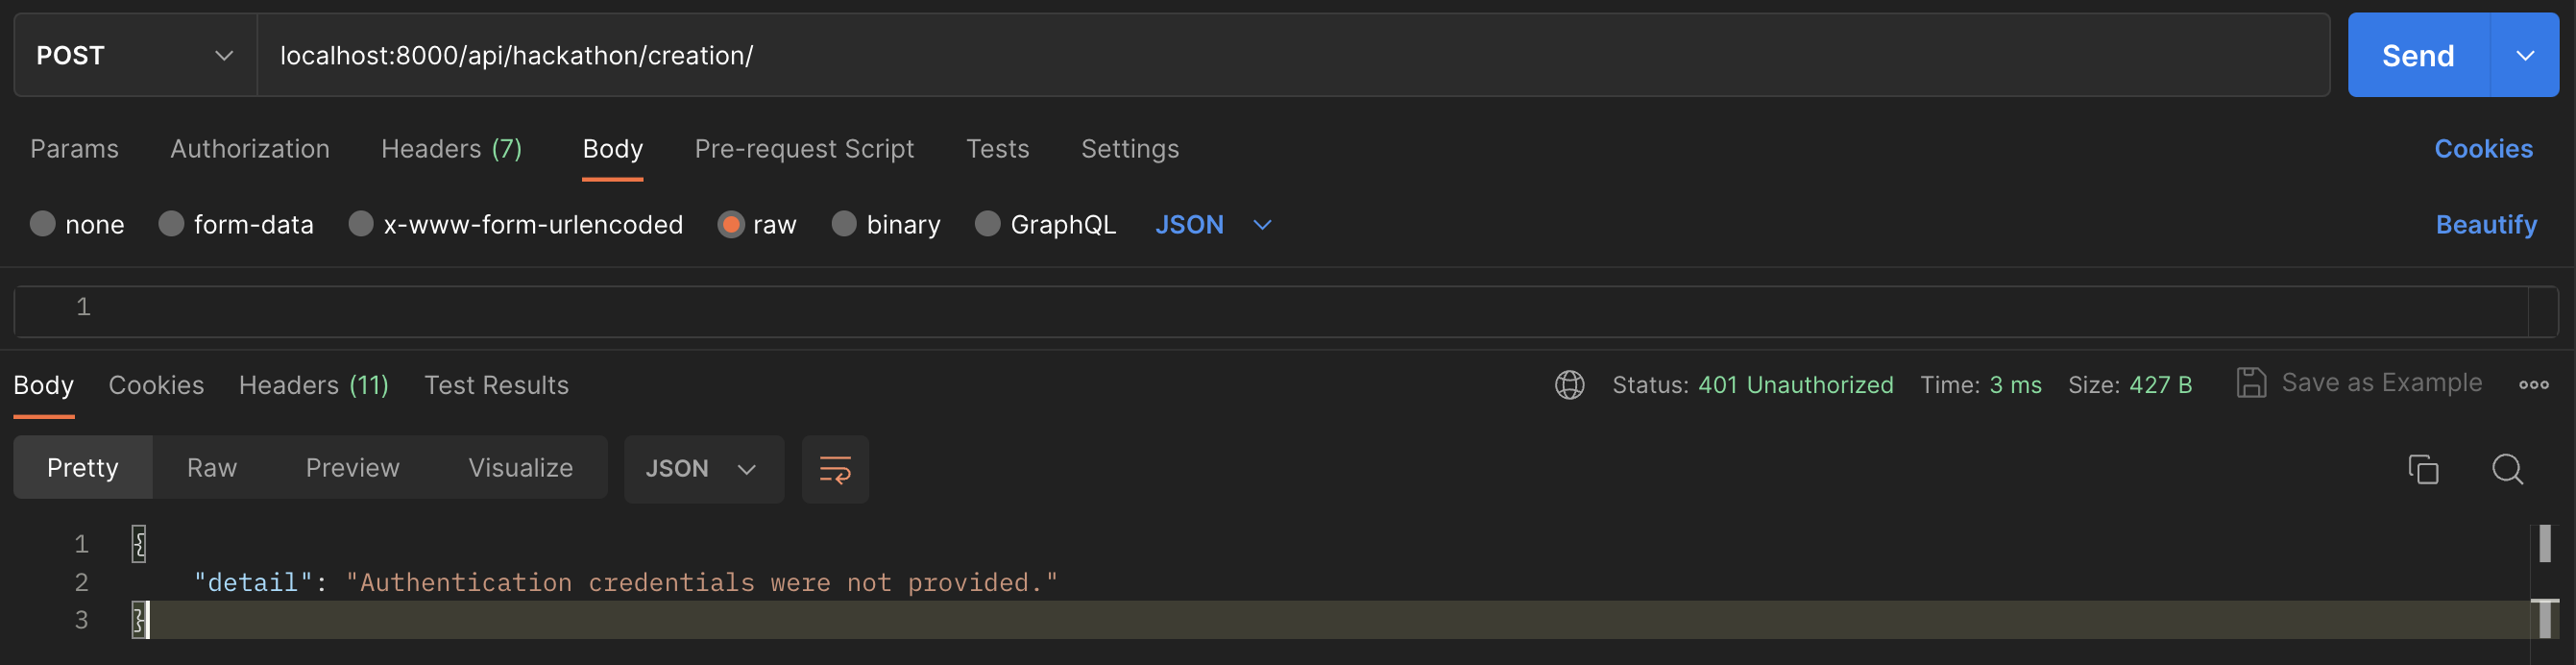 POST localhost:8000/api/hackathon/creation/ Send
Params Authorization Headers (7) Body Pre-request Script Tests Settings Cookies
none form-data x-www-form-urlencoded raw binary GraphQL JSON Beautify
1
Body Cookies Headers (11) Test Results Status: 401 Unauthorized Time: 3 ms Size: 427 B Save as Example
Pretty Raw Preview Visualize JSON
1 {
2 "detail": "Authentication credentials were not provided."
3 }